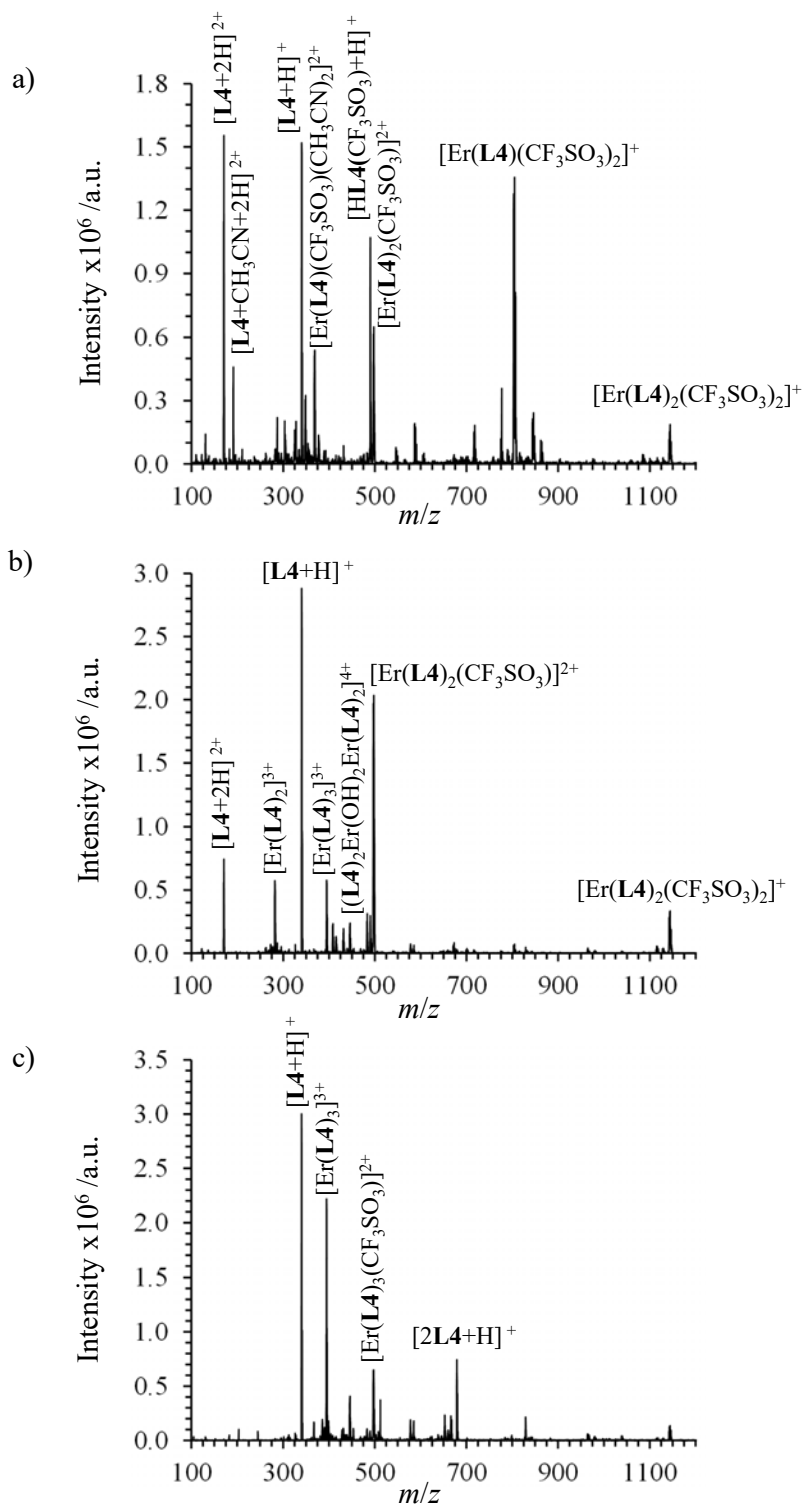 a)
[L4+2H]²⁺
[L4+CH₃CN+2H]²⁺
[L4+H]⁺
[Er(L4)(CF₃SO₃)(CH₃CN)₂]²⁺
[HL4(CF₃SO₃)+H]⁺
[Er(L4)₂(CF₃SO₃)]²⁺
[Er(L4)(CF₃SO₃)₂]⁺
[Er(L4)₂(CF₃SO₃)₂]⁺
Intensity x10⁶ /a.u.
1.8
1.5
1.2
0.9
0.6
0.3
0.0
100 300 500 700 900 1100
m/z
b)
[L4+2H]²⁺
[Er(L4)₂]³⁺
[L4+H]⁺
[Er(L4)₃]³⁺
[(L4)₂Er(OH)₂Er(L4)₂]⁴⁺
[Er(L4)₂(CF₃SO₃)]²⁺
[Er(L4)₂(CF₃SO₃)₂]⁺
Intensity x10⁶ /a.u.
3.0
2.5
2.0
1.5
1.0
0.5
0.0
100 300 500 700 900 1100
m/z
c)
[L4+H]⁺
[Er(L4)₃]³⁺
[Er(L4)₃(CF₃SO₃)]²⁺
[2L4+H]⁺
Intensity x10⁶ /a.u.
3.5
3.0
2.5
2.0
1.5
1.0
0.5
0.0
100 300 500 700 900 1100
m/z